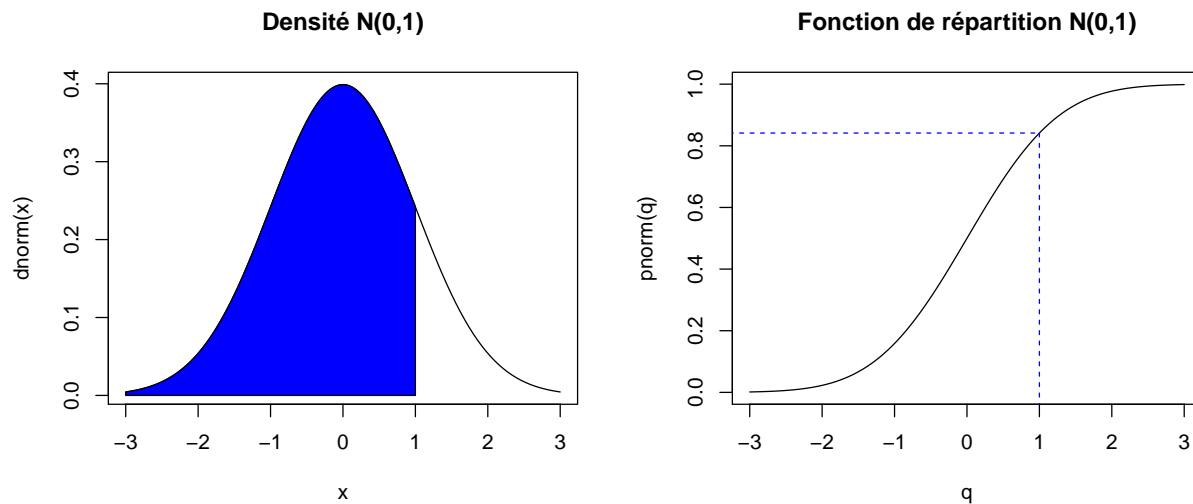 Densité N(0,1)
dnorm(x)
0.4
0.3
0.2
0.1
0.0
−3 −2 −1 0 1 2 3
x
Fonction de répartition N(0,1)
pnorm(q)
1.0
0.8
0.6
0.4
0.2
0.0
−3 −2 −1 0 1 2 3
q